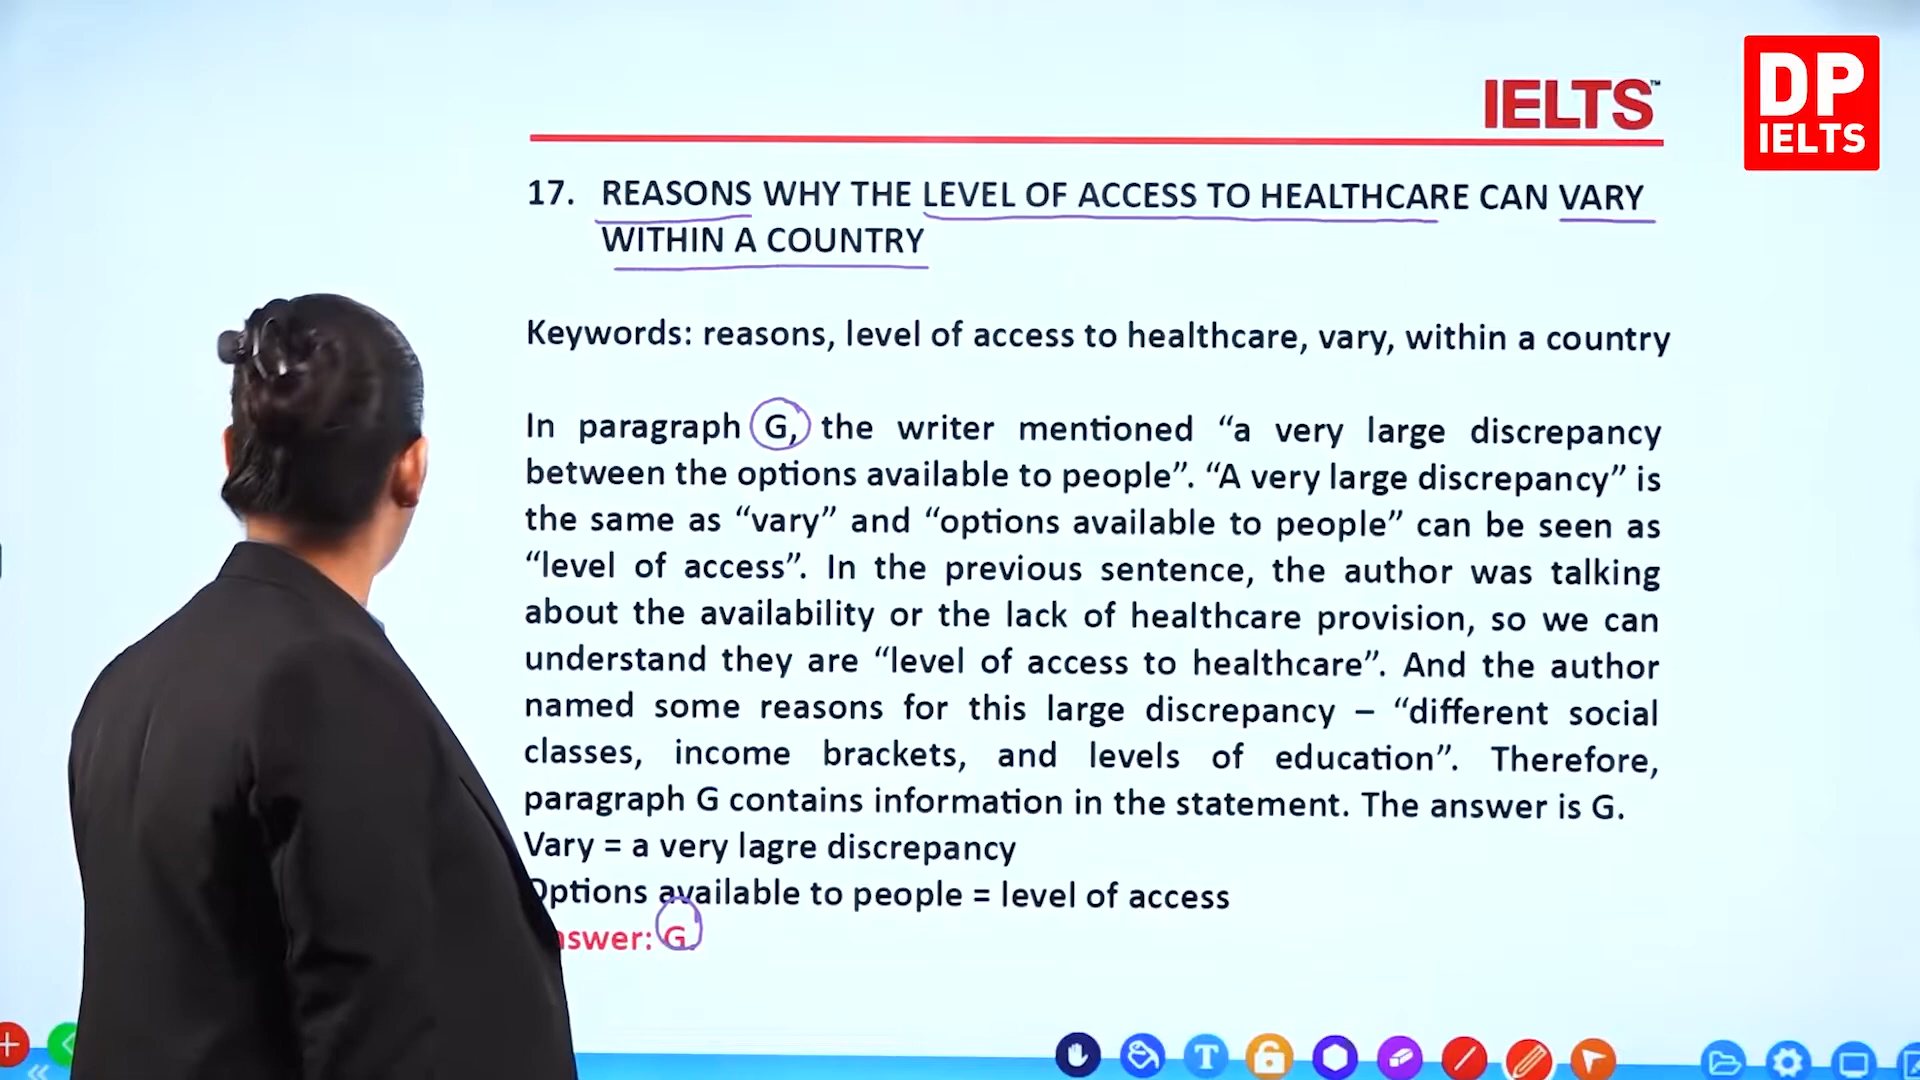 IELTS™
DP
IELTS
17. REASONS WHY THE LEVEL OF ACCESS TO HEALTHCARE CAN VARY
WITHIN A COUNTRY
Keywords: reasons, level of access to healthcare, vary, within a country
In paragraph G, the writer mentioned “a very large discrepancy
between the options available to people”. “A very large discrepancy” is
the same as “vary” and “options available to people” can be seen as
“level of access”. In the previous sentence, the author was talking
about the availability or the lack of healthcare provision, so we can
understand they are “level of access to healthcare”. And the author
named some reasons for this large discrepancy – “different social
classes, income brackets, and levels of education”. Therefore,
paragraph G contains information in the statement. The answer is G.
Vary = a very lagre discrepancy
Options available to people = level of access
nswer: G.
T